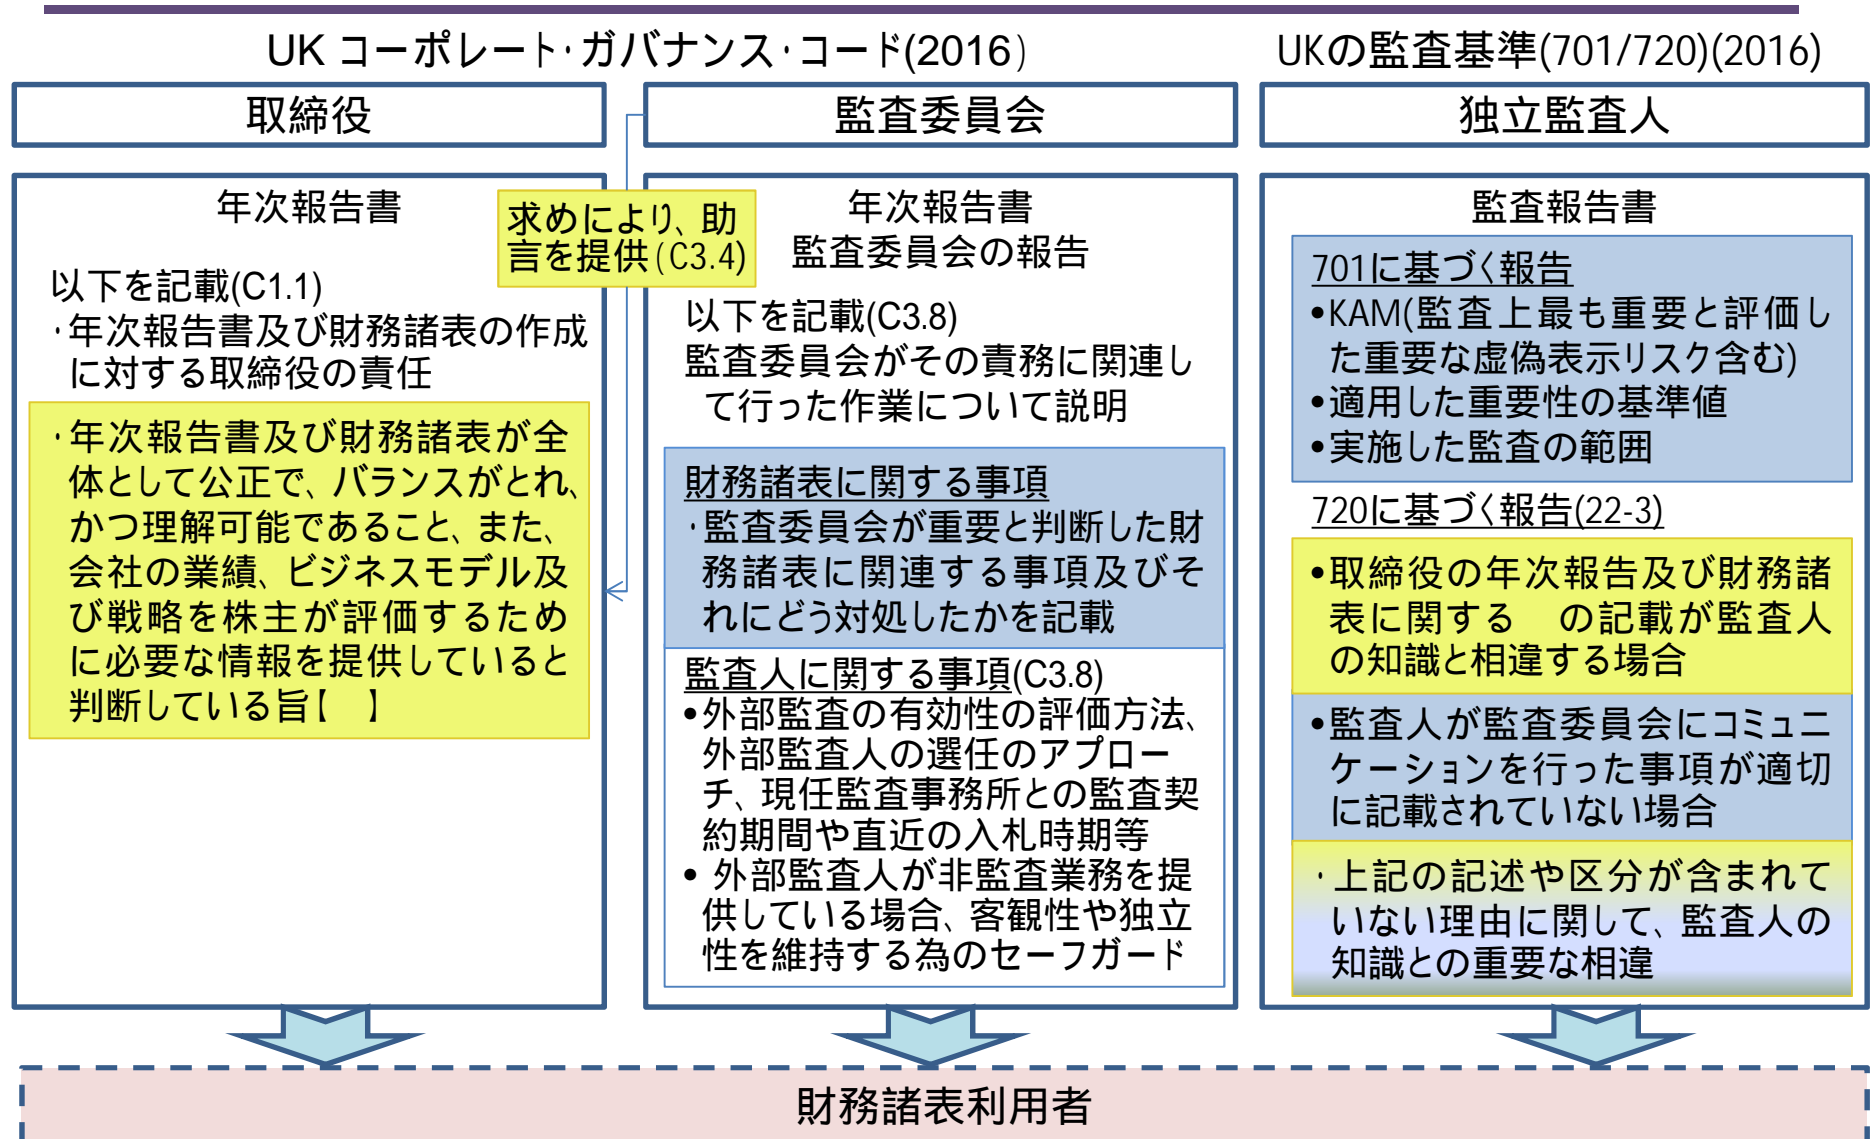 UK コーポレート・ガバナンス・コード(2016)
UKの監査基準(701/720)(2016)
取締役
監査委員会
独立監査人
年次報告書
以下を記載(C1.1)
・年次報告書及び財務諸表の作成
に対する取締役の責任
・年次報告書及び財務諸表が全
体として公正で、バランスがとれ、
かつ理解可能であること、また、
会社の業績、ビジネスモデル及
び戦略を株主が評価するため
に必要な情報を提供していると
判断している旨【　】
求めにより、助
言を提供(C3.4)
年次報告書
監査委員会の報告
以下を記載(C3.8)
監査委員会がその責務に関連し
て行った作業について説明
財務諸表に関する事項
・監査委員会が重要と判断した財
務諸表に関連する事項及びそ
れにどう対処したかを記載
監査人に関する事項(C3.8)
•外部監査の有効性の評価方法、
外部監査人の選任のアプロー
チ、現任監査事務所との監査契
約期間や直近の入札時期等
• 外部監査人が非監査業務を提
供している場合、客観性や独立
性を維持する為のセーフガード
監査報告書
701に基づく報告
•KAM(監査上最も重要と評価し
た重要な虚偽表示リスク含む)
•適用した重要性の基準値
•実施した監査の範囲
720に基づく報告(22-3)
•取締役の年次報告及び財務諸
表に関する　の記載が監査人
の知識と相違する場合
•監査人が監査委員会にコミュニ
ケーションを行った事項が適切
に記載されていない場合
・上記の記述や区分が含まれて
いない理由に関して、監査人の
知識との重要な相違
財務諸表利用者